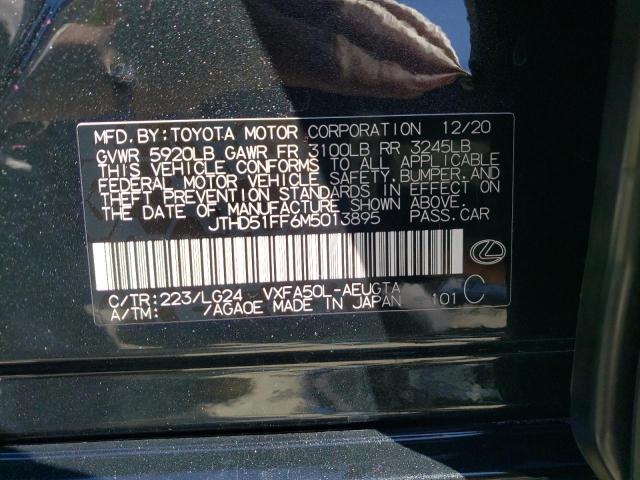 MFD. BY: TOYOTA MOTOR CORPORATION 12/20
GVWR 5920LB GAWR FR 3100LB RR 3245LB
THIS VEHICLE CONFORMS TO ALL APPLICABLE
FEDERAL MOTOR VEHICLE SAFETY, BUMPER, AND
THEFT PREVENTION STANDARDS IN EFFECT ON
THE DATE OF MANUFACTURE SHOWN ABOVE.
JTHD51FF6M5013895 PASS. CAR
C/TR: 223/LG24 VXFA50L-AEUGTA
A/TM: /AGA0E MADE IN JAPAN 101 C